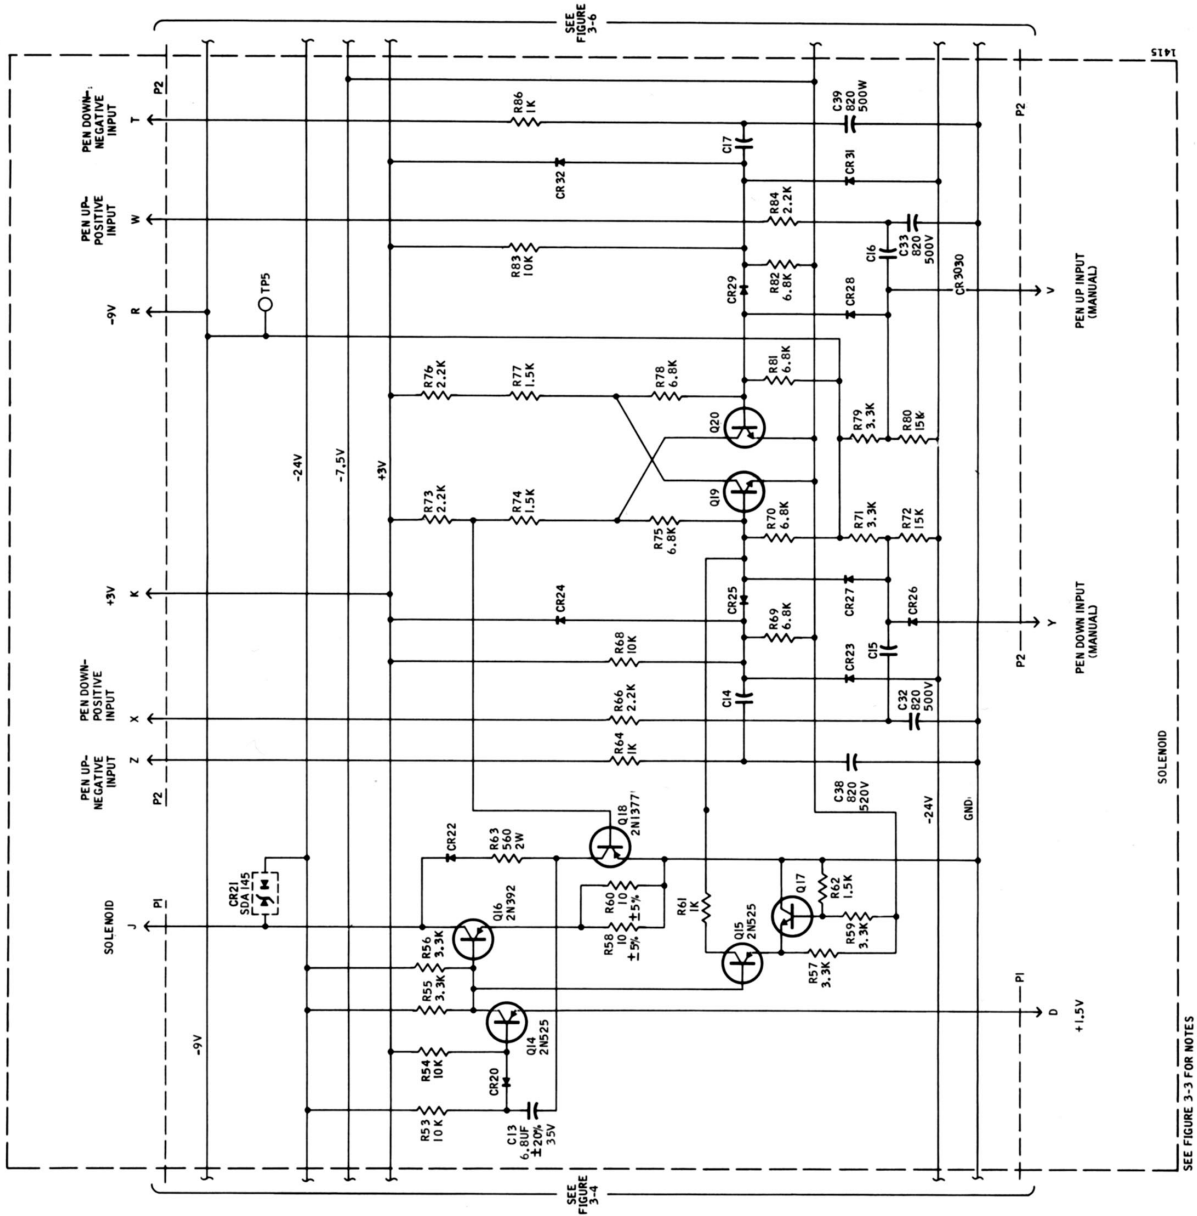 SEE
FIGURE
3-6
1415
P2
PEN DOWN-
NEGATIVE
INPUT
T
R86
1K
C17
C39
820
500W
P2
CR32
CR31
PEN UP-
POSITIVE
INPUT
W
R84
2.2K
C16
C33
820
500V
R83
10K
R82
6.8K
CR29
CR28
CR3030
V
PEN UP INPUT
(MANUAL)
-9V
R
TP5
R76
2.2K
R77
1.5K
R78
6.8K
R81
6.8K
R79
3.3K
R80
15K
Q20
-24V
-7.5V
+3V
R73
2.2K
R74
1.5K
R75
6.8K
Q19
R70
6.8K
R71
3.3K
R72
15K
+3V
K
CR24
CR25
CR27
CR26
R69
6.8K
R68
10K
CR23
C15
Y
P2
PEN DOWN INPUT
(MANUAL)
PEN DOWN-
POSITIVE
INPUT
X
R66
2.2K
C14
C32
820
500V
PEN UP-
NEGATIVE
INPUT
Z
P2
R64
1K
C38
820
520V
-24V
GND
SOLENOID
CR21
SDA145
CR22
R63
560
2W
Q18
2N1377
SOLENOID
J
P1
Q16
2N392
R60
10
±5%
R58
10
±5%
R61
1K
Q17
R62
1.5K
R59
3.3K
R56
3.3K
R55
3.3K
Q15
2N525
R57
3.3K
P1
D
+1.5V
-9V
R54
10K
Q14
2N525
CR20
R53
10K
C13
6.8UF
±20%
35V
SEE
FIGURE
3-4
SEE FIGURE 3-3 FOR NOTES